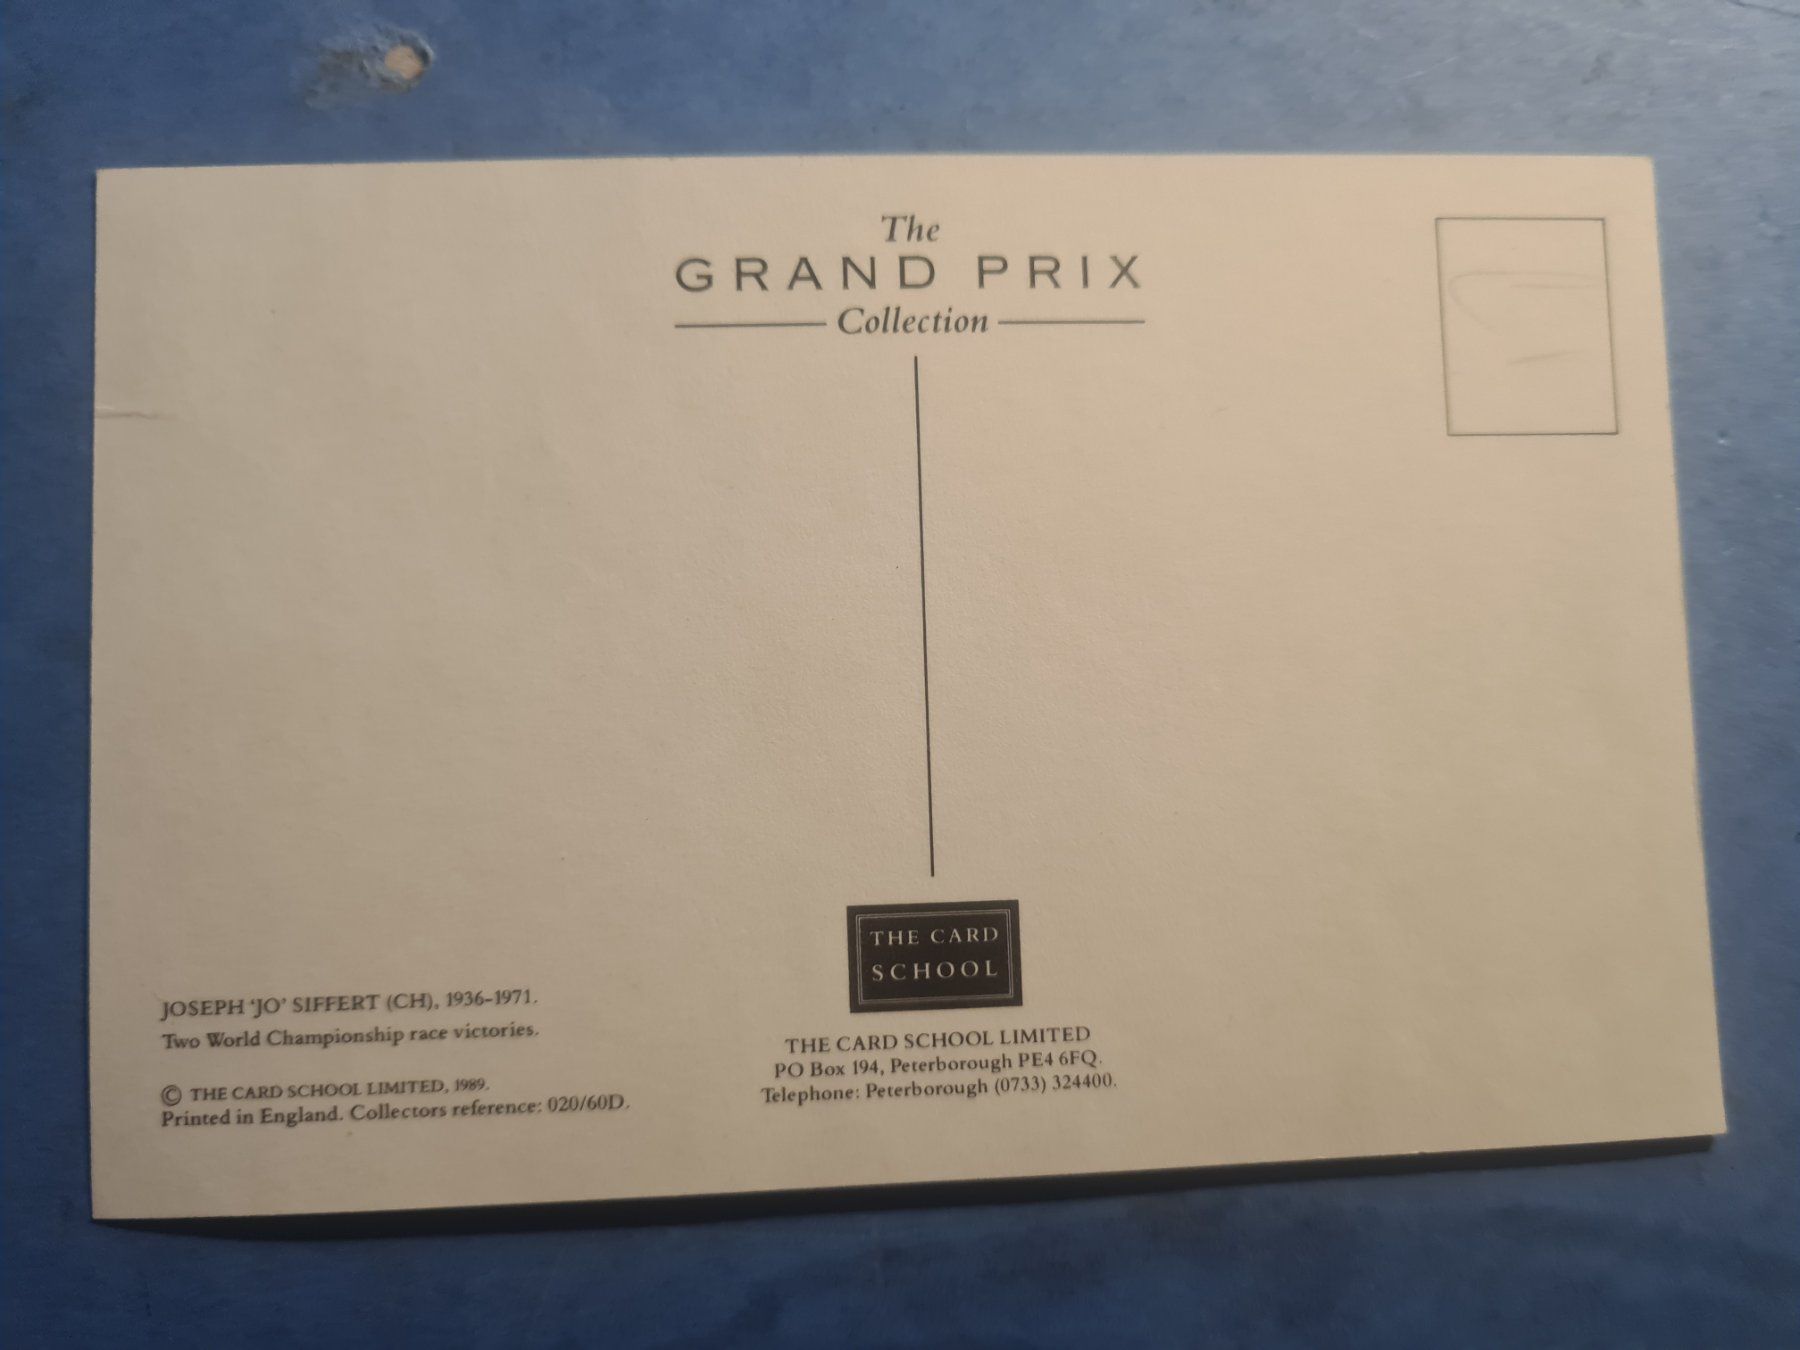 The
GRAND PRIX
Collection
THE CARD
SCHOOL
JOSEPH 'JO' SIFFERT (CH), 1936-1971.
Two World Championship race victories.
© THE CARD SCHOOL LIMITED, 1989.
Printed in England. Collectors reference: 020/60D.
THE CARD SCHOOL LIMITED
PO Box 194, Peterborough PE4 6FQ.
Telephone: Peterborough (0733) 324400.